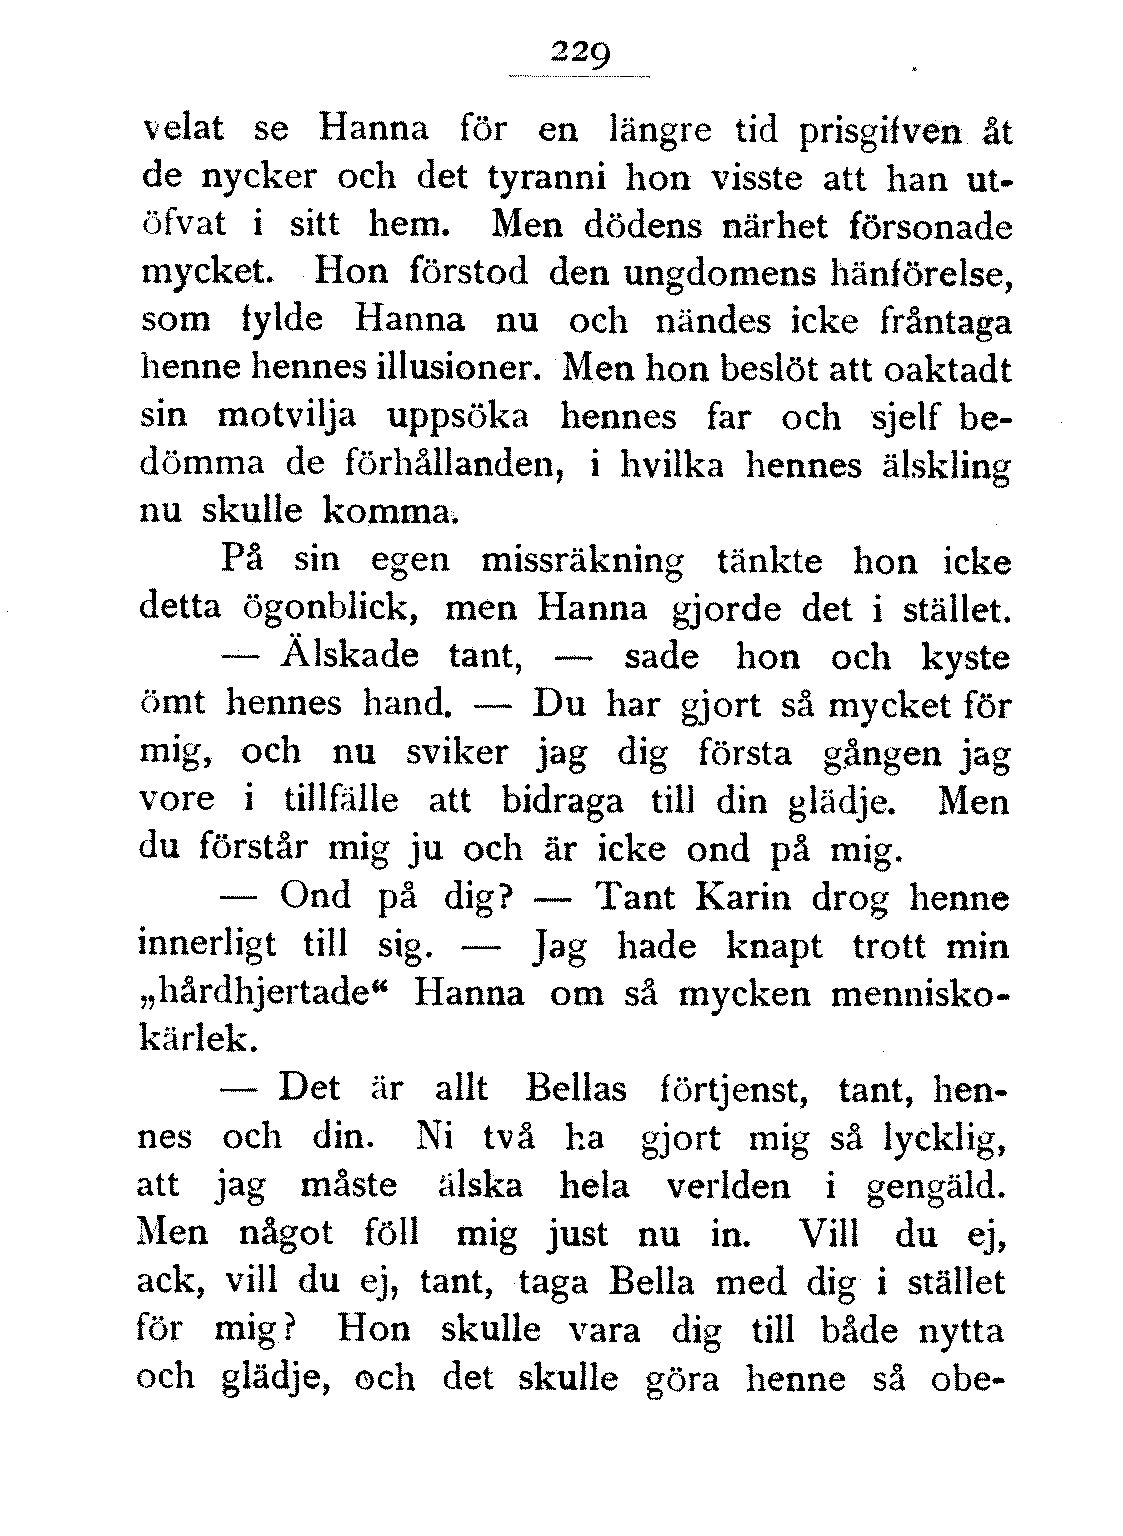 229
velat se Hanna för en längre tid prisgifven åt
de nycker och det tyranni hon visste att han ut-
öfvat i sitt hem. Men dödens närhet försonade
mycket. Hon förstod den ungdomens hänförelse,
som fylde Hanna nu och nändes icke fråntaga
henne hennes illusioner. Men hon beslöt att oaktadt
sin motvilja uppsöka hennes far och sjelf be-
dömma de förhållanden, i hvilka hennes älskling
nu skulle komma.
På sin egen missräkning tänkte hon icke
detta ögonblick, men Hanna gjorde det i stället.
— Älskade tant, — sade hon och kyste
ömt hennes hand. — Du har gjort så mycket för
mig, och nu sviker jag dig första gången jag
vore i tillfälle att bidraga till din glädje. Men
du förstår mig ju och är icke ond på mig.
— Ond på dig? — Tant Karin drog henne
innerligt till sig. — Jag hade knapt trott min
„hårdhjertade“ Hanna om så mycken mennisko-
kärlek.
— Det är allt Bellas förtjenst, tant, hen-
nes och din. Ni två ha gjort mig så lycklig,
att jag måste älska hela verlden i gengäld.
Men något föll mig just nu in. Vill du ej,
ack, vill du ej, tant, taga Bella med dig i stället
för mig? Hon skulle vara dig till både nytta
och glädje, och det skulle göra henne så obe-